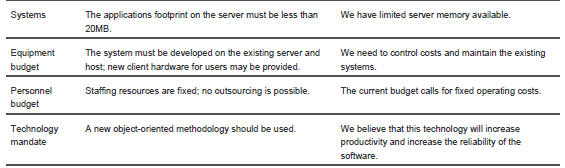 Systems The applications footprint on the server must be less than We have limited server memory available.
20MB.
Equipment The system must be developed on the existing server and We need to control costs and maintain the existing
budget host; new client hardware for users may be provided. systems.
Personnel Staffing resources are fixed; no outsourcing is possible. The current budget calls for fixed operating costs.
budget
Technology A new object-oriented methodology should be used. We believe that this technology will increase
mandate productivity and increase the reliability of the
software.